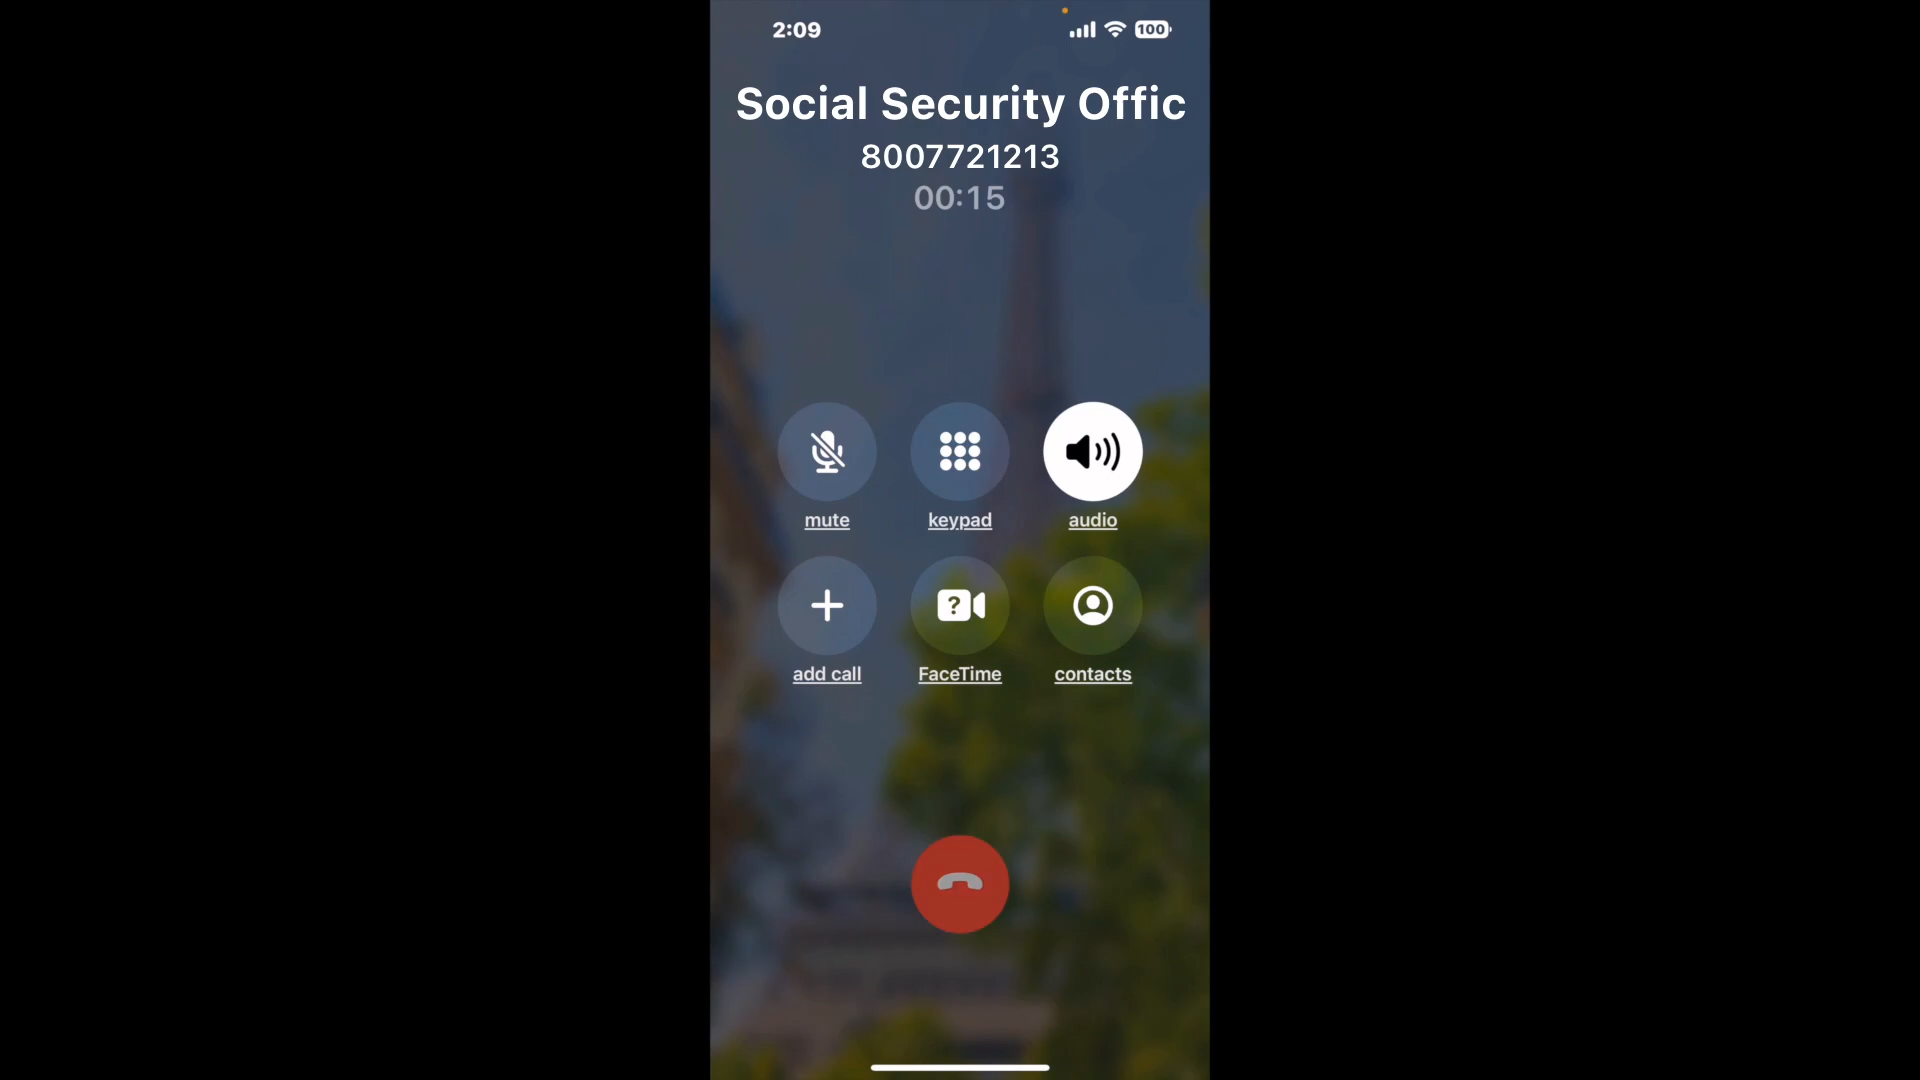 2:09
100
Social Security Offic
8007721213
00:15
mute
keypad
audio
?
add call
FaceTime
contacts